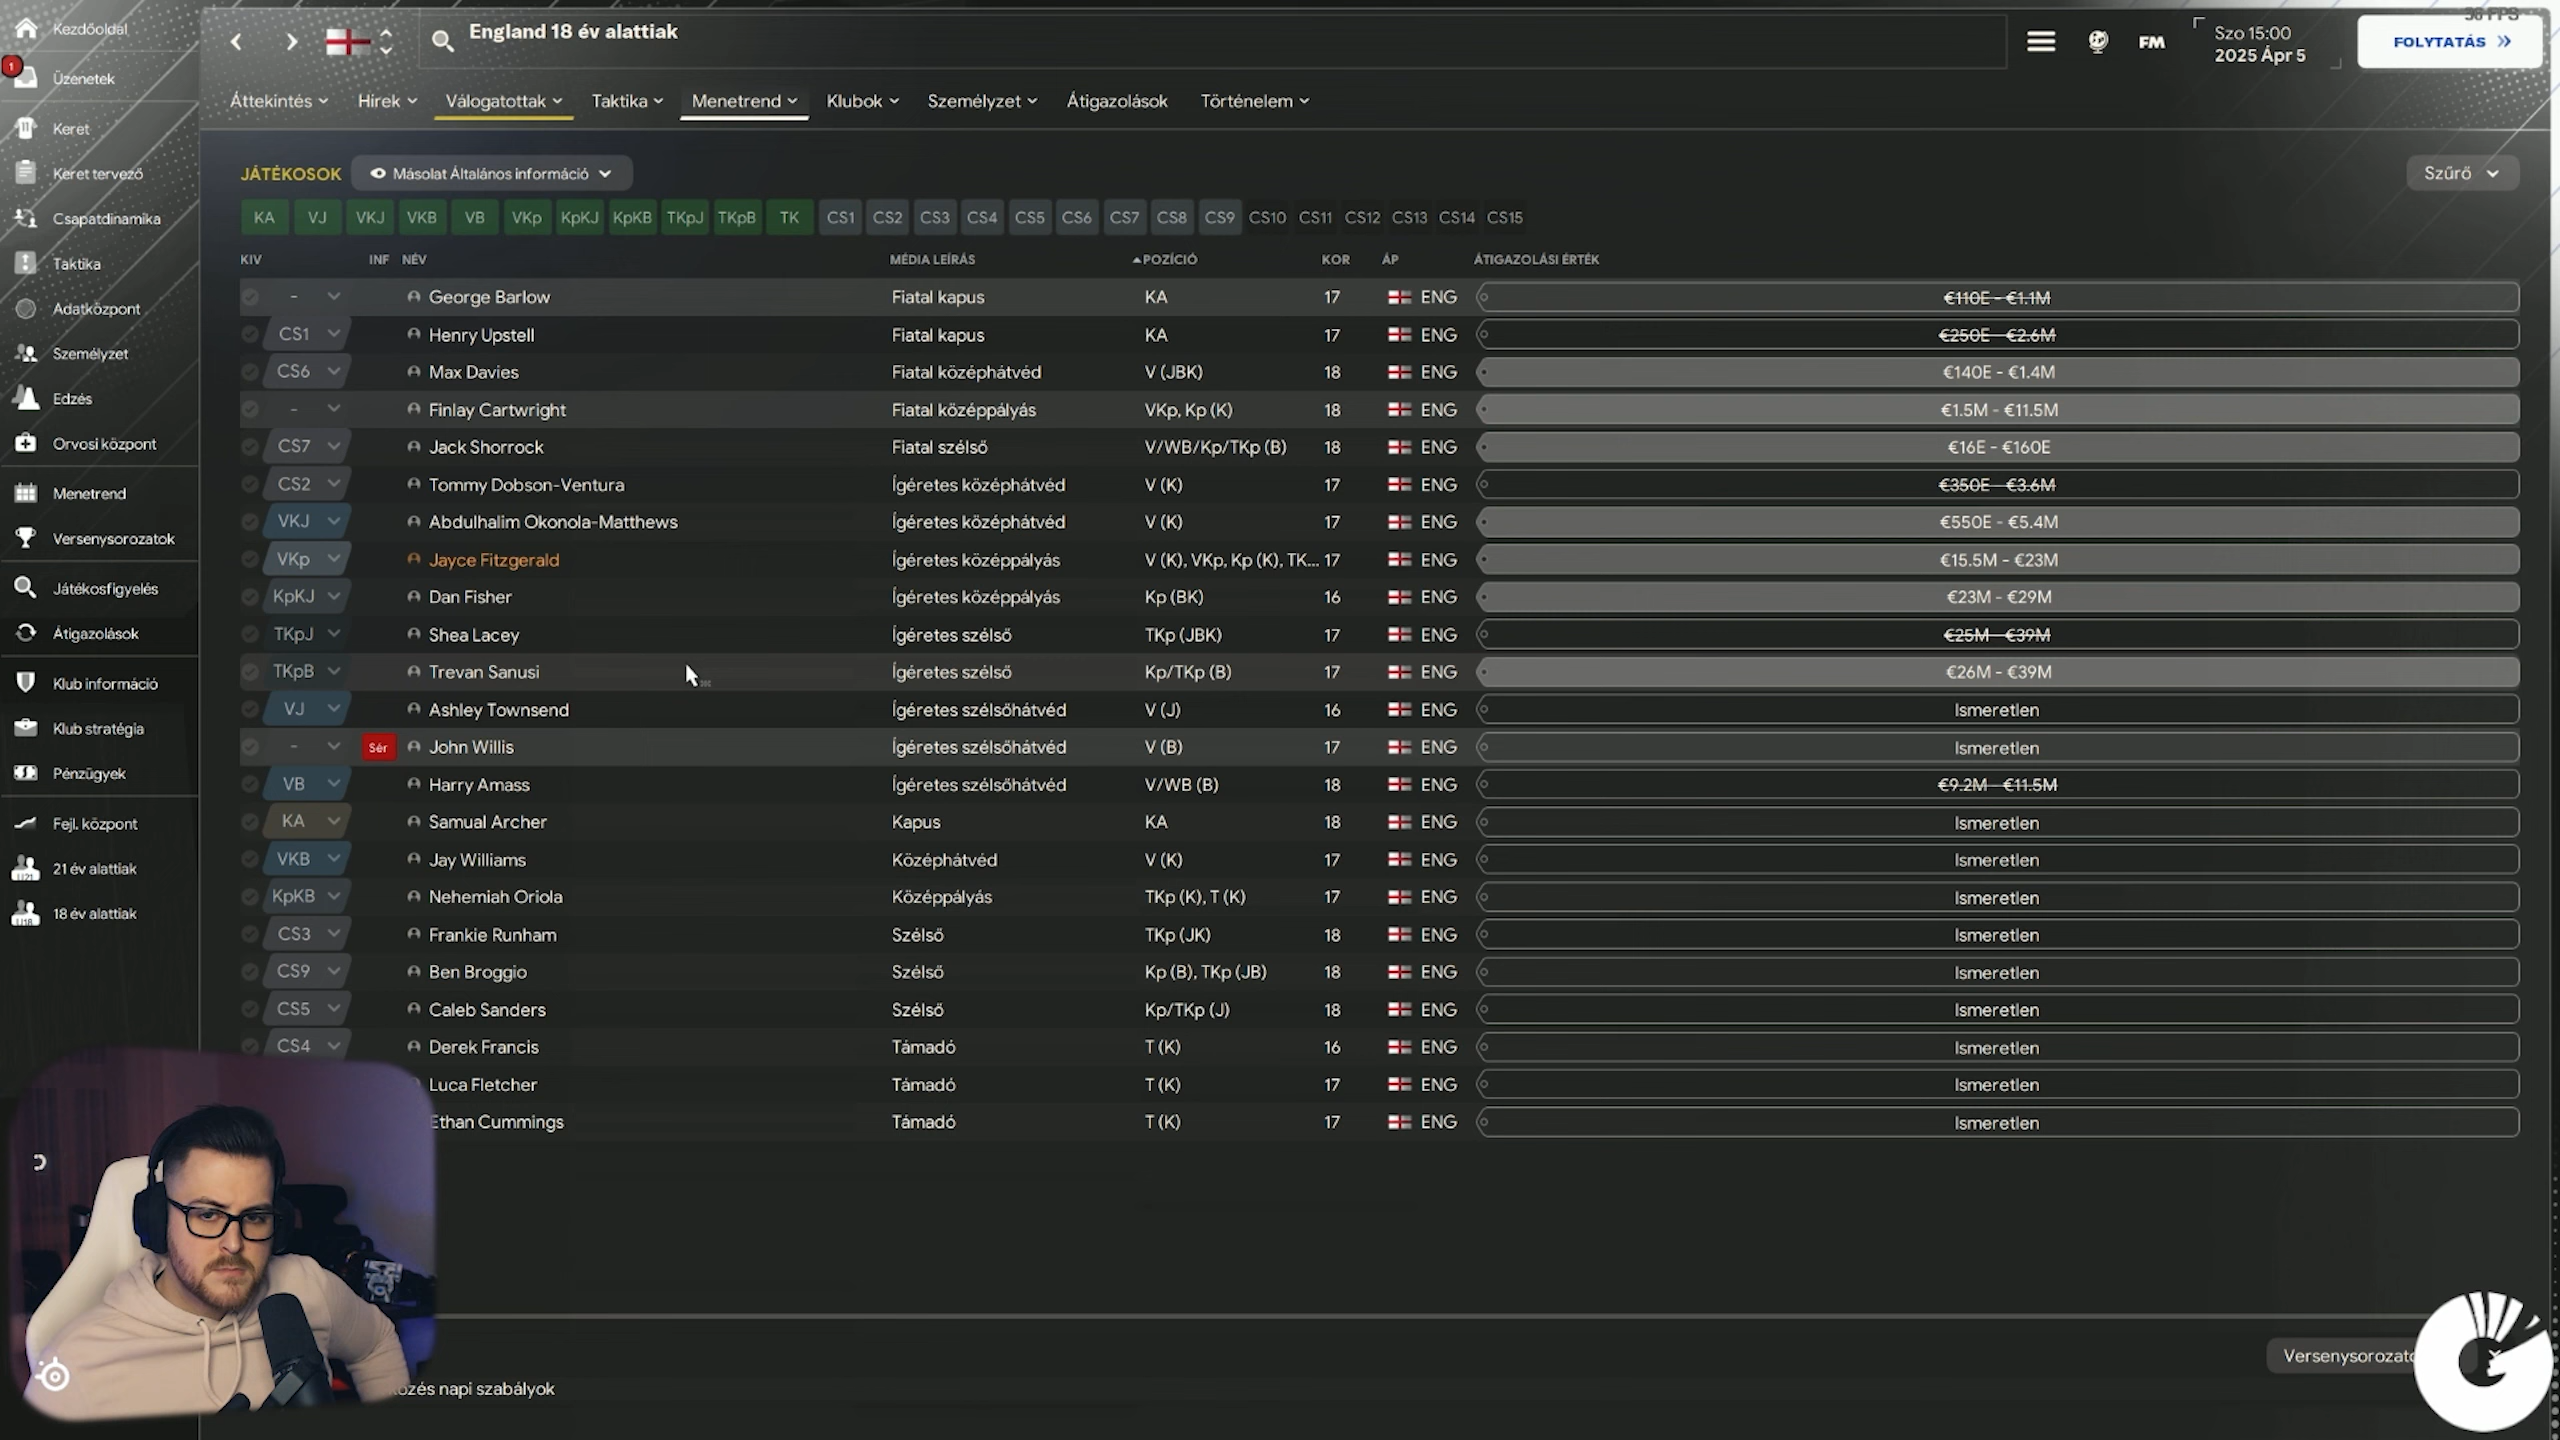 36 FPS
Kezdőoldal
1
Üzenetek
Keret
Keret tervező
Csapatdinamika
Taktika
Adatközpont
Személyzet
Edzés
Orvosi központ
Menetrend
Versenysorozatok
Játékosfigyelés
Átigazolások
Klub információ
Klub stratégia
Pénzügyek
Fejl. központ
U21 21 év alattiak
U18 18 év alattiak
England 18 év alattiak
FM
Szo 15:00
2025 Ápr 5
FOLYTATÁS
Áttekintés Hírek Válogatottak Taktika Menetrend Klubok Személyzet Átigazolások Történelem
JÁTÉKOSOK Másolat Általános információ Szűrő
KA VJ VKJ VKB VB VKp KpKJ KpKB TKpJ TKpB TK CS1 CS2 CS3 CS4 CS5 CS6 CS7 CS8 CS9 CS10 CS11 CS12 CS13 CS14 CS15
KIV INF NÉV MÉDIA LEÍRÁS POZÍCIÓ KOR ÁP ÁTIGAZOLÁSI ÉRTÉK
- George Barlow Fiatal kapus KA 17 ENG €110E - €1.1M
CS1 Henry Upstell Fiatal kapus KA 17 ENG €250E - €2.6M
CS6 Max Davies Fiatal középhátvéd V (JBK) 18 ENG €140E - €1.4M
- Finlay Cartwright Fiatal középpályás VKp, Kp (K) 18 ENG €1.5M - €11.5M
CS7 Jack Shorrock Fiatal szélső V/WB/Kp/TKp (B) 18 ENG €16E - €160E
CS2 Tommy Dobson-Ventura Ígéretes középhátvéd V (K) 17 ENG €350E - €3.6M
VKJ Abdulhalim Okonola-Matthews Ígéretes középhátvéd V (K) 17 ENG €550E - €5.4M
VKp Jayce Fitzgerald Ígéretes középpályás V (K), VKp, Kp (K), TK... 17 ENG €15.5M - €23M
KpKJ Dan Fisher Ígéretes középpályás Kp (BK) 16 ENG €23M - €29M
TKpJ Shea Lacey Ígéretes szélső TKp (JBK) 17 ENG €25M - €39M
TKpB Trevan Sanusi Ígéretes szélső Kp/TKp (B) 17 ENG €26M - €39M
VJ Ashley Townsend Ígéretes szélsőhátvéd V (J) 16 ENG Ismeretlen
- Sér John Willis Ígéretes szélsőhátvéd V (B) 17 ENG Ismeretlen
VB Harry Amass Ígéretes szélsőhátvéd V/WB (B) 18 ENG €9.2M - €11.5M
KA Samual Archer Kapus KA 18 ENG Ismeretlen
VKB Jay Williams Középhátvéd V (K) 17 ENG Ismeretlen
KpKB Nehemiah Oriola Középpályás TKp (K), T (K) 17 ENG Ismeretlen
CS3 Frankie Runham Szélső TKp (JK) 18 ENG Ismeretlen
CS9 Ben Broggio Szélső Kp (B), TKp (JB) 18 ENG Ismeretlen
CS5 Caleb Sanders Szélső Kp/TKp (J) 18 ENG Ismeretlen
CS4 Derek Francis Támadó T (K) 16 ENG Ismeretlen
Luca Fletcher Támadó T (K) 17 ENG Ismeretlen
Ethan Cummings Támadó T (K) 17 ENG Ismeretlen
Versenysorozato
özés napi szabályok